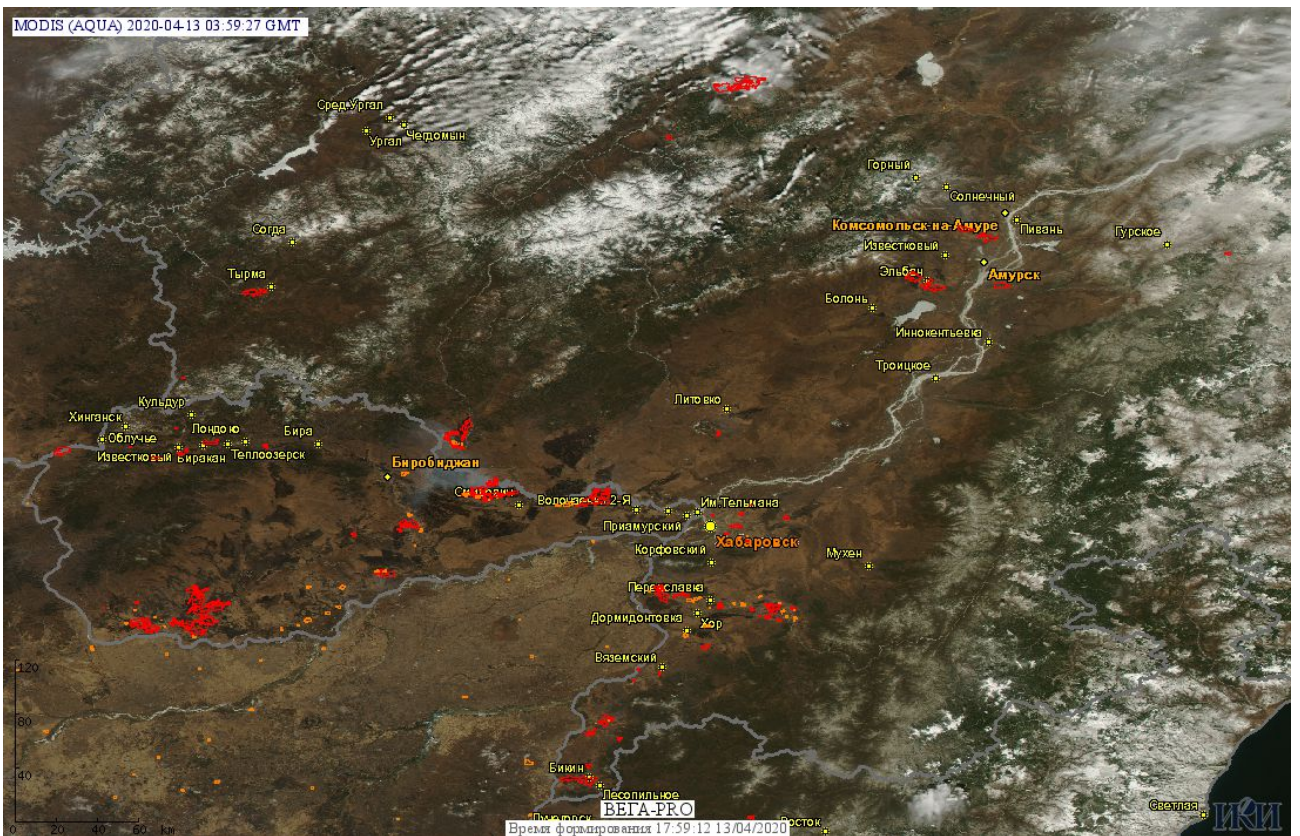 MODIS (AQUA) 2020-04-13 03:59:27 GMT
Сред.Ургал
Ургал
Чегдомын
Горный
Солнечный
Комсомольск-на-Амуре
Пивань
Гурское
Известковый
Согда
Эльбан
Амурск
Тырма
Болонь
Иннокентьевка
Троицкое
Литовко
Кульдур
Хинганск
Лондоко
Бира
Облучье
Известковый
Биракан
Теплоозерск
Биробиджан
Волочаевка 2-Я
Им.Тельмана
Приамурский
Хабаровск
Корфовский
Мухен
Переяславка
Дормидонтовка
Хор
Вяземский
120
80
40
Бикин
Лесопильное
0 20 40 60 km
ВЕГА-PRO
Светлая
ИКИ
Время формирования 17:59:12 13/04/2020